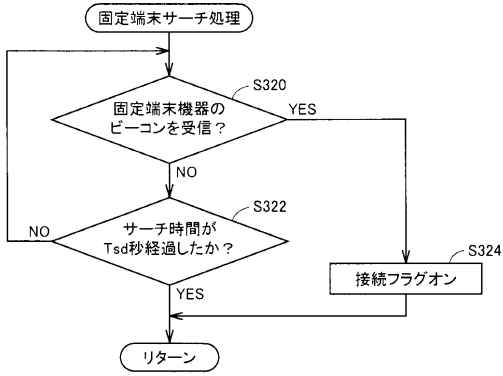 固定端末サーチ処理
S320
固定端末機器の
ビーコンを受信？
YES
NO
S322
サーチ時間が
Tsd秒経過したか？
NO
YES
S324
接続フラグオン
リターン